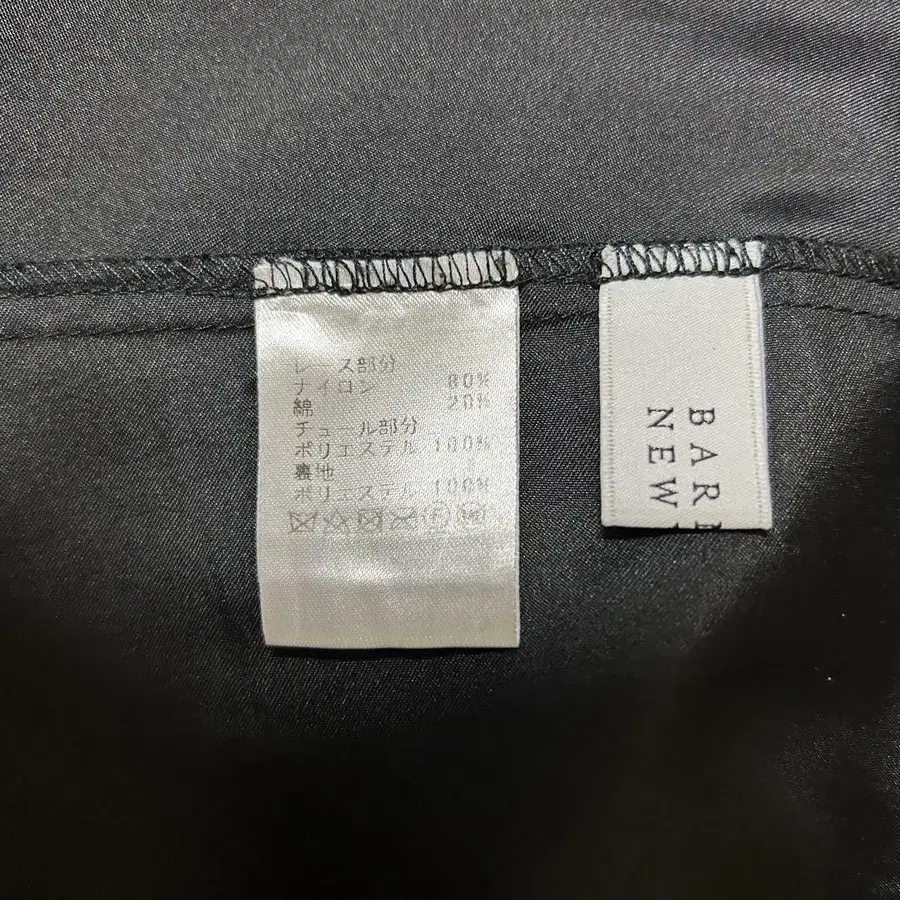 レース部分
ナイロン 80%
綿 20%
チュール部分
ポリエステル 100%
裏地
ポリエステル 100%
BAR
NEW